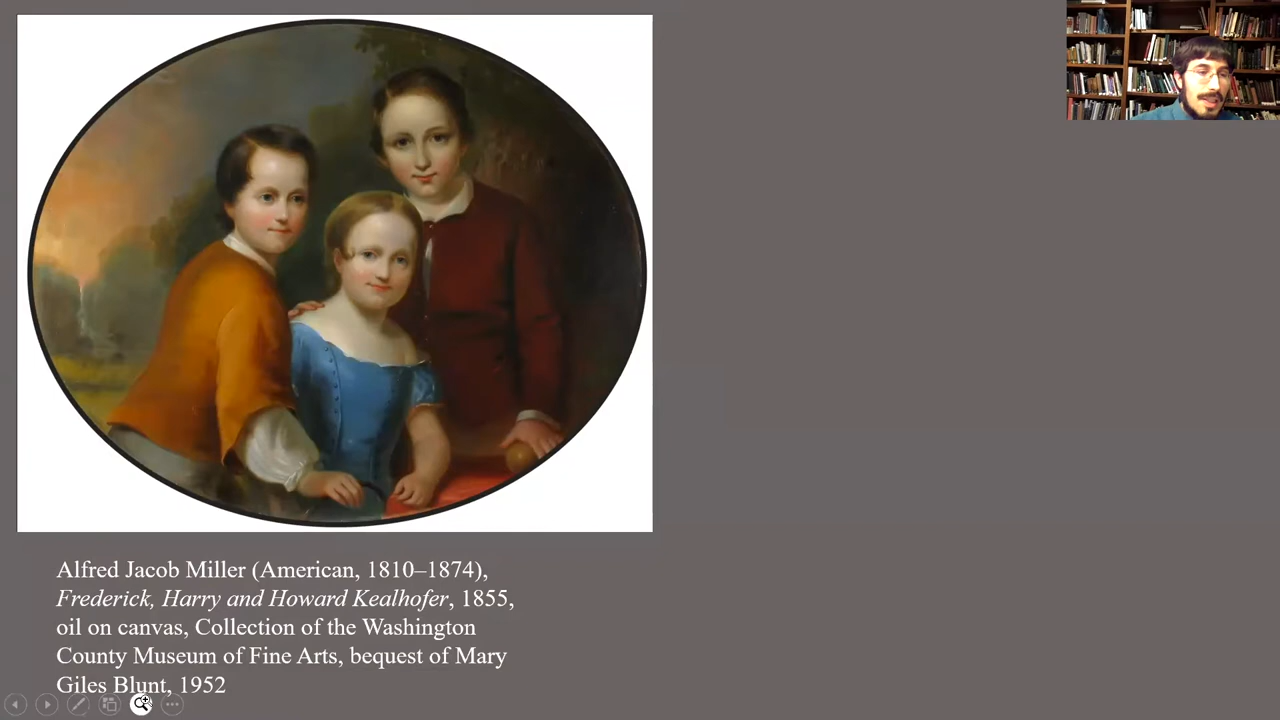 Alfred Jacob Miller (American, 1810–1874),
Frederick, Harry and Howard Kealhofer, 1855,
oil on canvas, Collection of the Washington
County Museum of Fine Arts, bequest of Mary
Giles Blunt, 1952